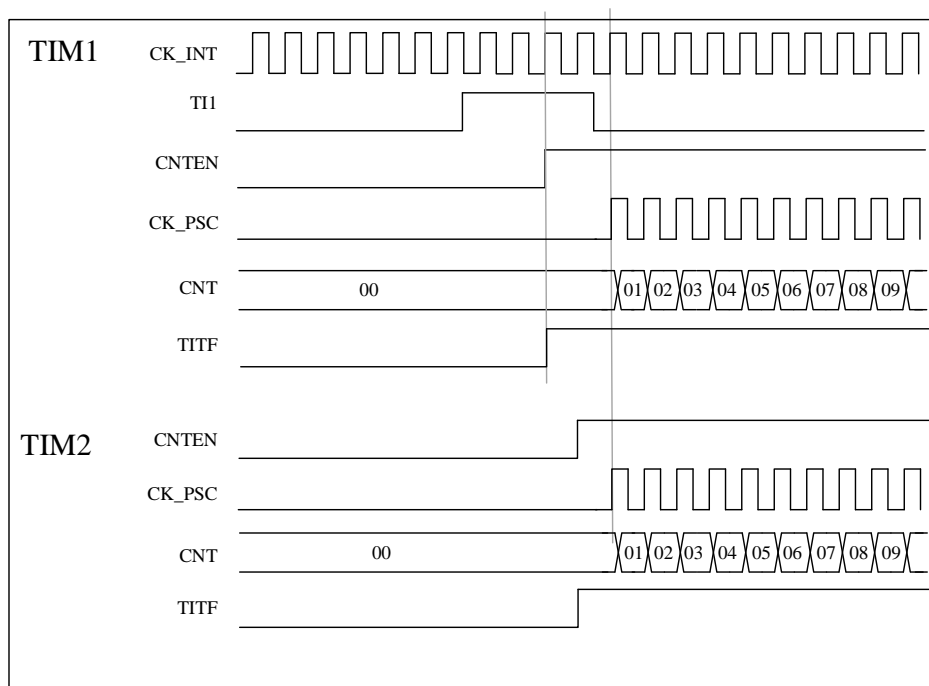 TIM1
CK_INT
TI1
CNTEN
CK_PSC
CNT 00 01 02 03 04 05 06 07 08 09
TITF
TIM2
CNTEN
CK_PSC
CNT 00 01 02 03 04 05 06 07 08 09
TITF